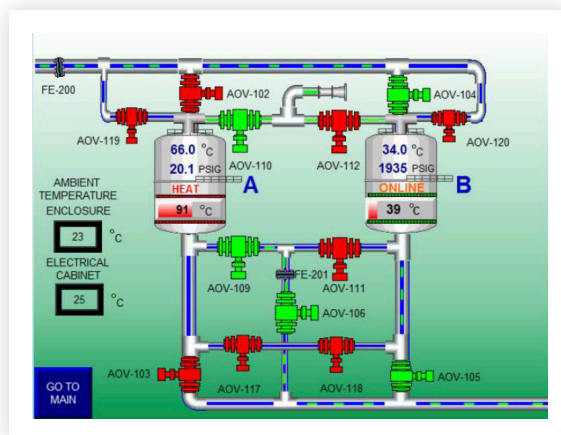 FE-200
AOV-102
AOV-104
AOV-119
AOV-110
AOV-112
AOV-120
66.0 °C
20.1 PSIG
HEAT
91 °C
A
34.0 °C
1935 PSIG
ONLINE
39 °C
B
AMBIENT
TEMPERATURE
ENCLOSURE
23 °C
ELECTRICAL
CABINET
25 °C
AOV-109
FE-201
AOV-111
AOV-106
AOV-103
AOV-117
AOV-118
AOV-105
GO TO
MAIN